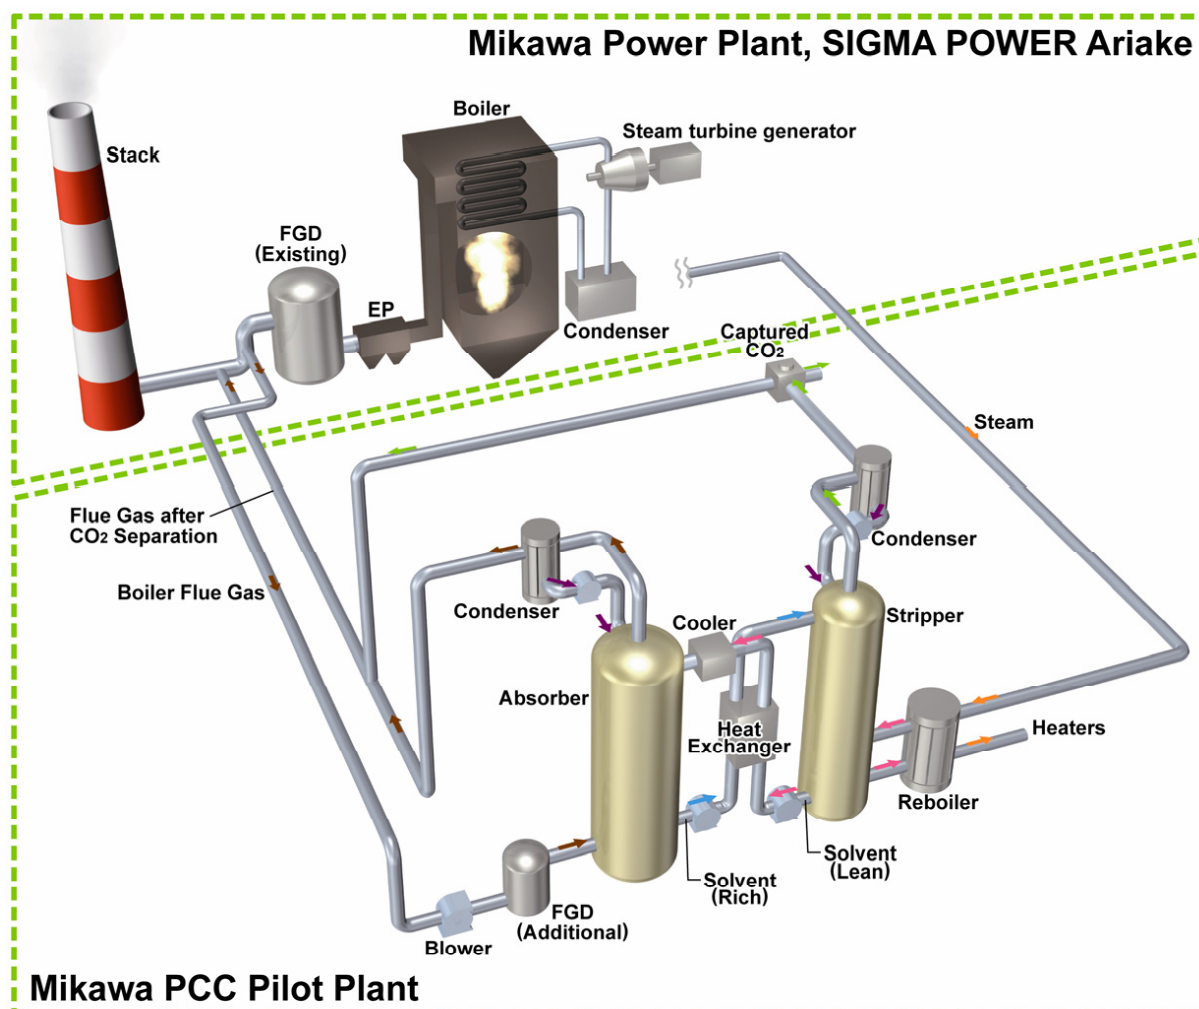 Mikawa Power Plant, SIGMA POWER Ariake
Boiler
Steam turbine generator
Stack
FGD
(Existing)
EP
Condenser
Captured
CO₂
Steam
Flue Gas after
CO₂ Separation
Condenser
Boiler Flue Gas
Condenser
Cooler
Stripper
Absorber
Heat
Exchanger
Heaters
Reboiler
Solvent
(Lean)
Solvent
(Rich)
FGD
(Additional)
Blower
Mikawa PCC Pilot Plant